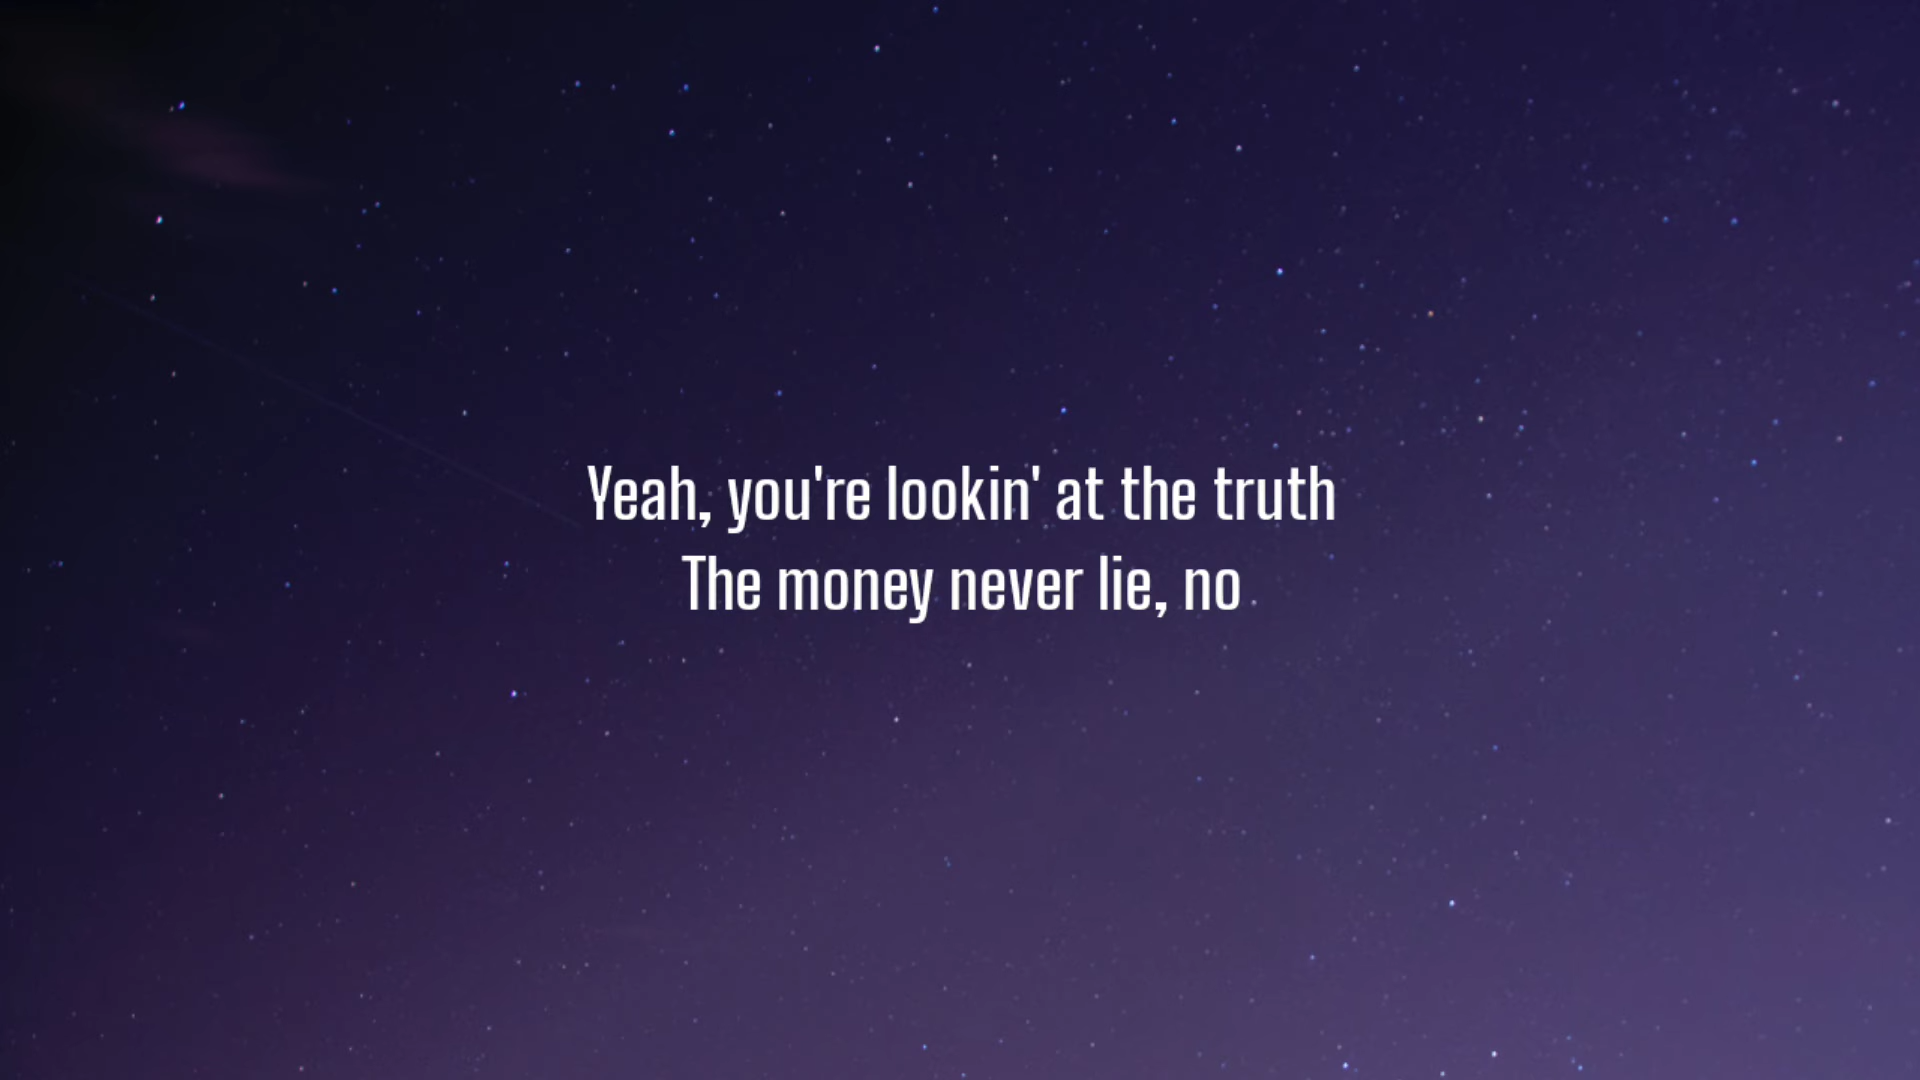 Yeah, you're lookin' at the truth
The money never lie, no